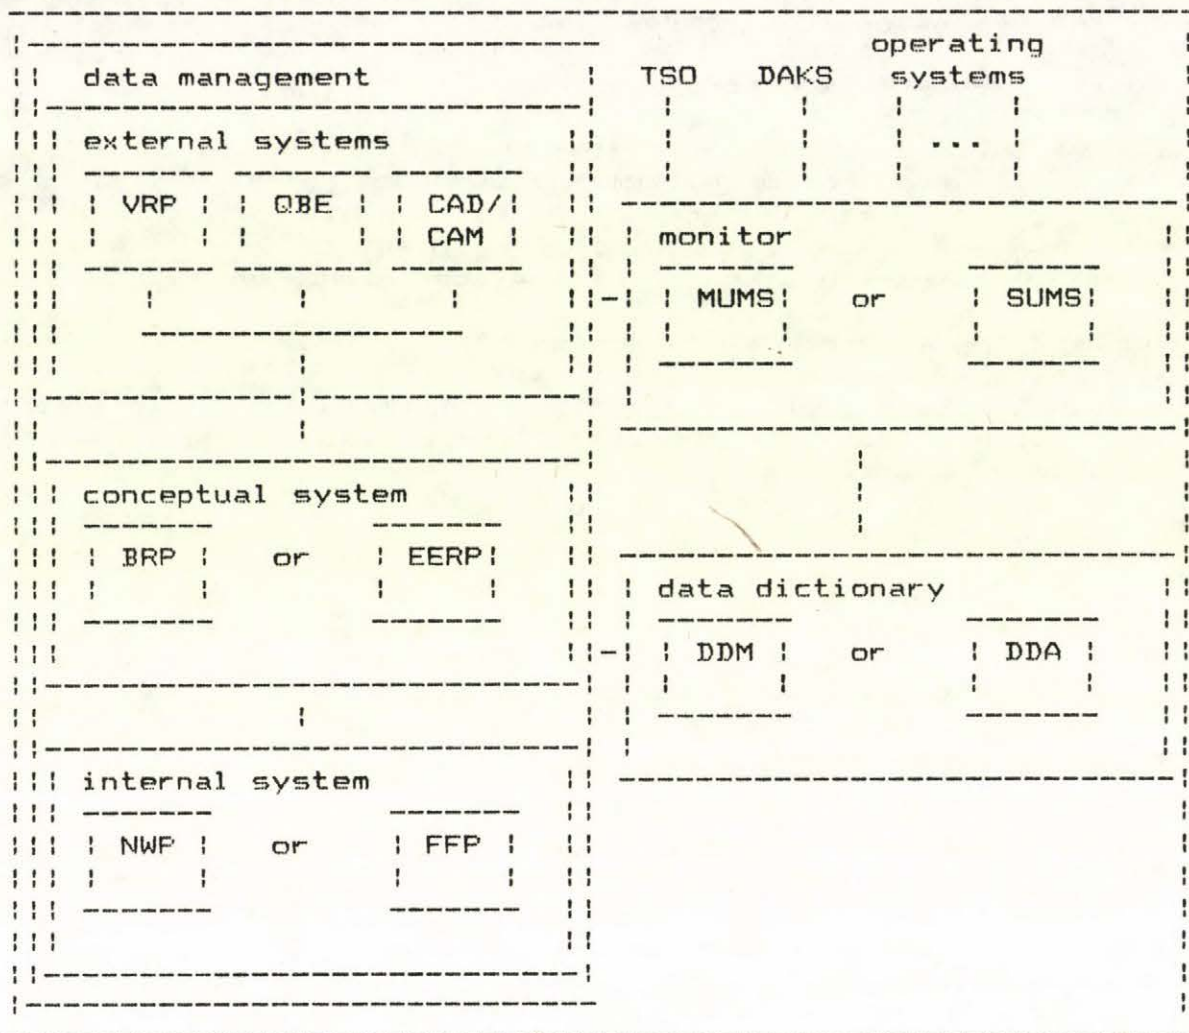 operating
data management TSO DAKS systems
external systems ...
VRP QBE CAD/
CAM monitor
MUMS or SUMS
conceptual system
BRP or EERP
data dictionary
DDM or DDA
internal system
NWP or FFP